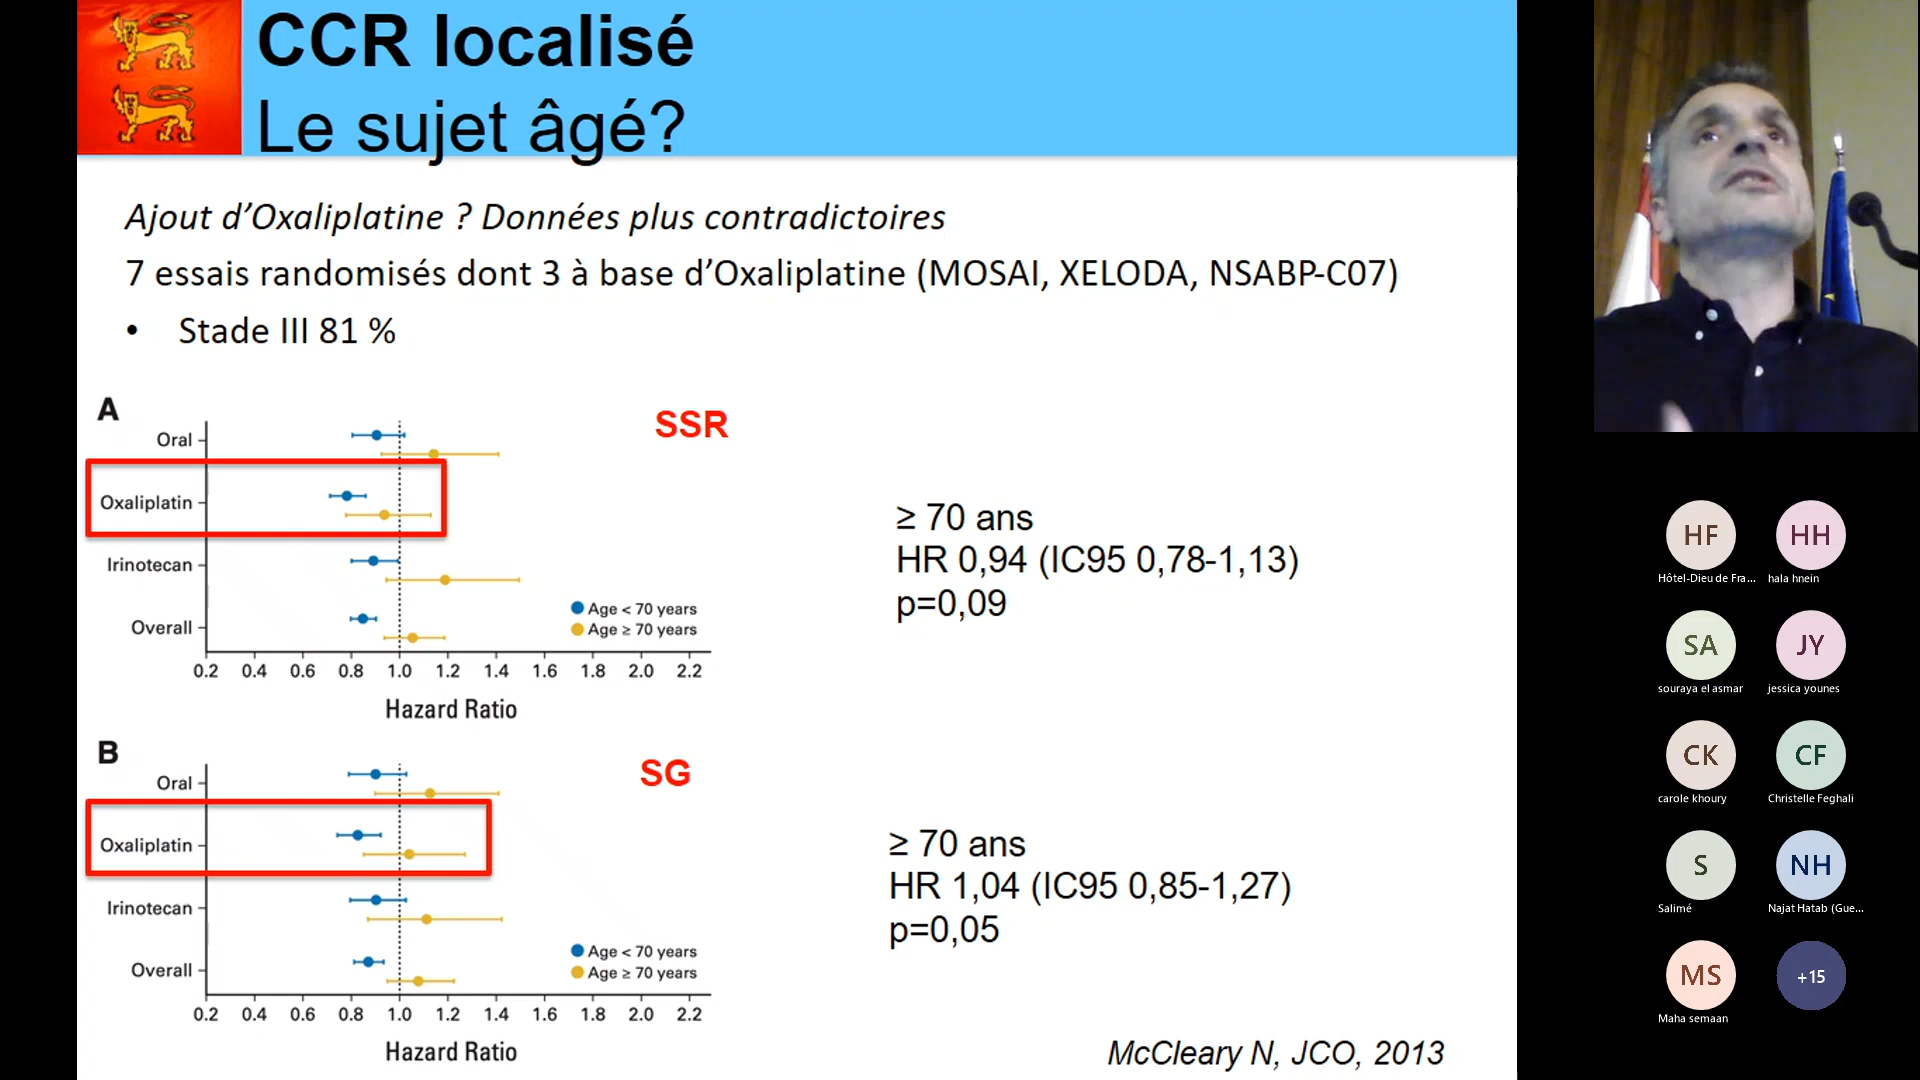 CCR localisé
Le sujet âgé?
Ajout d’Oxaliplatine ? Données plus contradictoires
7 essais randomisés dont 3 à base d’Oxaliplatine (MOSAI, XELODA, NSABP-C07)
• Stade III 81 %
A
SSR
Oral
Oxaliplatin
Irinotecan
Overall
Age < 70 years
Age ≥ 70 years
0.2 0.4 0.6 0.8 1.0 1.2 1.4 1.6 1.8 2.0 2.2
Hazard Ratio
≥ 70 ans
HR 0,94 (IC95 0,78-1,13)
p=0,09
B
SG
Oral
Oxaliplatin
Irinotecan
Overall
Age < 70 years
Age ≥ 70 years
0.2 0.4 0.6 0.8 1.0 1.2 1.4 1.6 1.8 2.0 2.2
Hazard Ratio
≥ 70 ans
HR 1,04 (IC95 0,85-1,27)
p=0,05
McCleary N, JCO, 2013
HF HH
Hôtel-Dieu de Fra... hala hnein
SA JY
souraya el asmar jessica younes
CK CF
carole khoury Christelle Feghali
S NH
Salimé Najat Hatab (Gue...
MS +15
Maha semaan